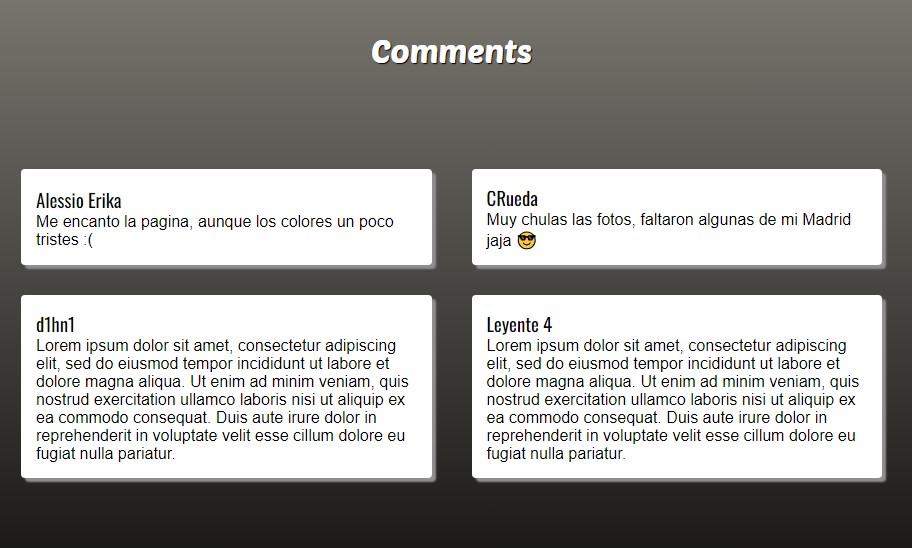 Comments
Alessio Erika
Me encanto la pagina, aunque los colores un poco
tristes :(
CRueda
Muy chulas las fotos, faltaron algunas de mi Madrid
jaja 😎
d1hn1
Lorem ipsum dolor sit amet, consectetur adipiscing
elit, sed do eiusmod tempor incididunt ut labore et
dolore magna aliqua. Ut enim ad minim veniam, quis
nostrud exercitation ullamco laboris nisi ut aliquip ex
ea commodo consequat. Duis aute irure dolor in
reprehenderit in voluptate velit esse cillum dolore eu
fugiat nulla pariatur.
Leyente 4
Lorem ipsum dolor sit amet, consectetur adipiscing
elit, sed do eiusmod tempor incididunt ut labore et
dolore magna aliqua. Ut enim ad minim veniam, quis
nostrud exercitation ullamco laboris nisi ut aliquip ex
ea commodo consequat. Duis aute irure dolor in
reprehenderit in voluptate velit esse cillum dolore eu
fugiat nulla pariatur.